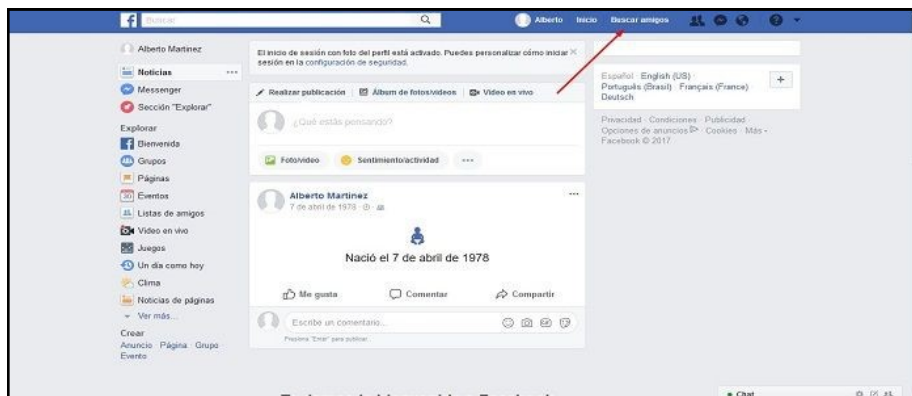 f Buscar Alberto Inicio Buscar amigos
Alberto Martinez
Noticias
Messenger
Sección "Explorar"
Explorar
Bienvenida
Grupos
Páginas
Eventos
Listas de amigos
Video en vivo
Juegos
Un día como hoy
Clima
Noticias de páginas
Ver más...
Crear
Anuncio · Página · Grupo ·
Evento
El inicio de sesión con foto del perfil está activado. Puedes personalizar cómo iniciar
sesión en la configuración de seguridad.
Realizar publicación Álbum de fotos/videos Video en vivo
¿Qué estás pensando?
Foto/video Sentimiento/actividad
Alberto Martinez
7 de abril de 1978
Nació el 7 de abril de 1978
Me gusta Comentar Compartir
Escribe un comentario...
Presiona "Enter" para publicar.
Español · English (US) ·
Português (Brasil) · Français (France) ·
Deutsch
Privacidad · Condiciones · Publicidad ·
Opciones de anuncios · Cookies · Más
Facebook © 2017
Chat